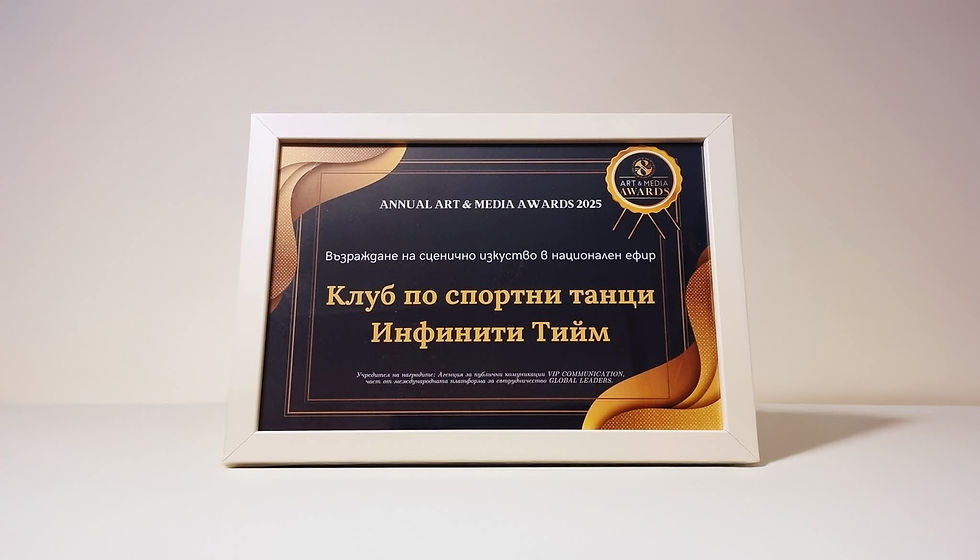 ART & MEDIA
AWARDS
ANNUAL ART & MEDIA AWARDS 2025
Възраждане на сценично изкуство в национален ефир
Клуб по спортни танци
Инфинити Тийм
Учредител на наградите: Агенция за публични комуникации VIP COMMUNICATION,
част от международната платформа за сътрудничество GLOBAL LEADERS.